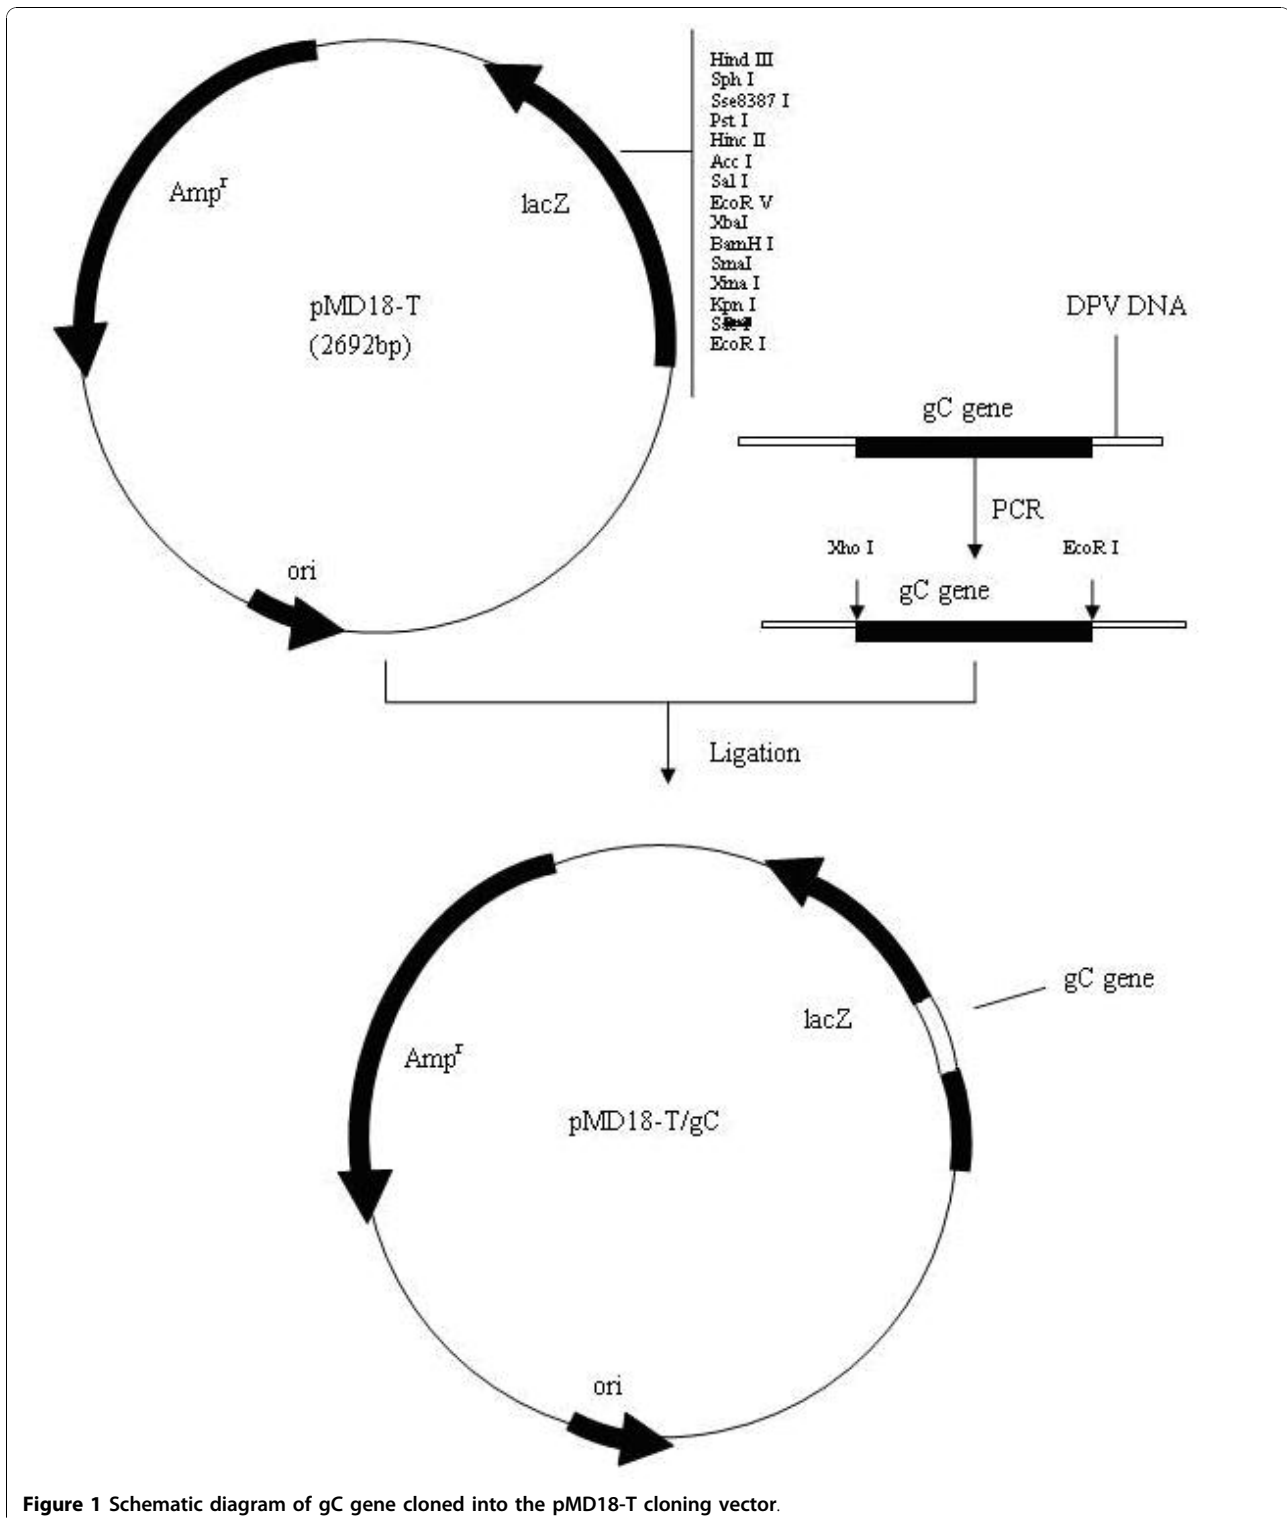 Hind III
Sph I
Sse8387 I
Pst I
Hinc II
Acc I
Sal I
EcoR V
XbaI
BamH I
SmaI
Xma I
Kpn I
EcoR I
Ampr
lacZ
pMD18-T
(2692bp)
ori
DPV DNA
gC gene
PCR
Xho I
EcoR I
gC gene
Ligation
gC gene
lacZ
Ampr
pMD18-T/gC
ori
Figure 1 Schematic diagram of gC gene cloned into the pMD18-T cloning vector.